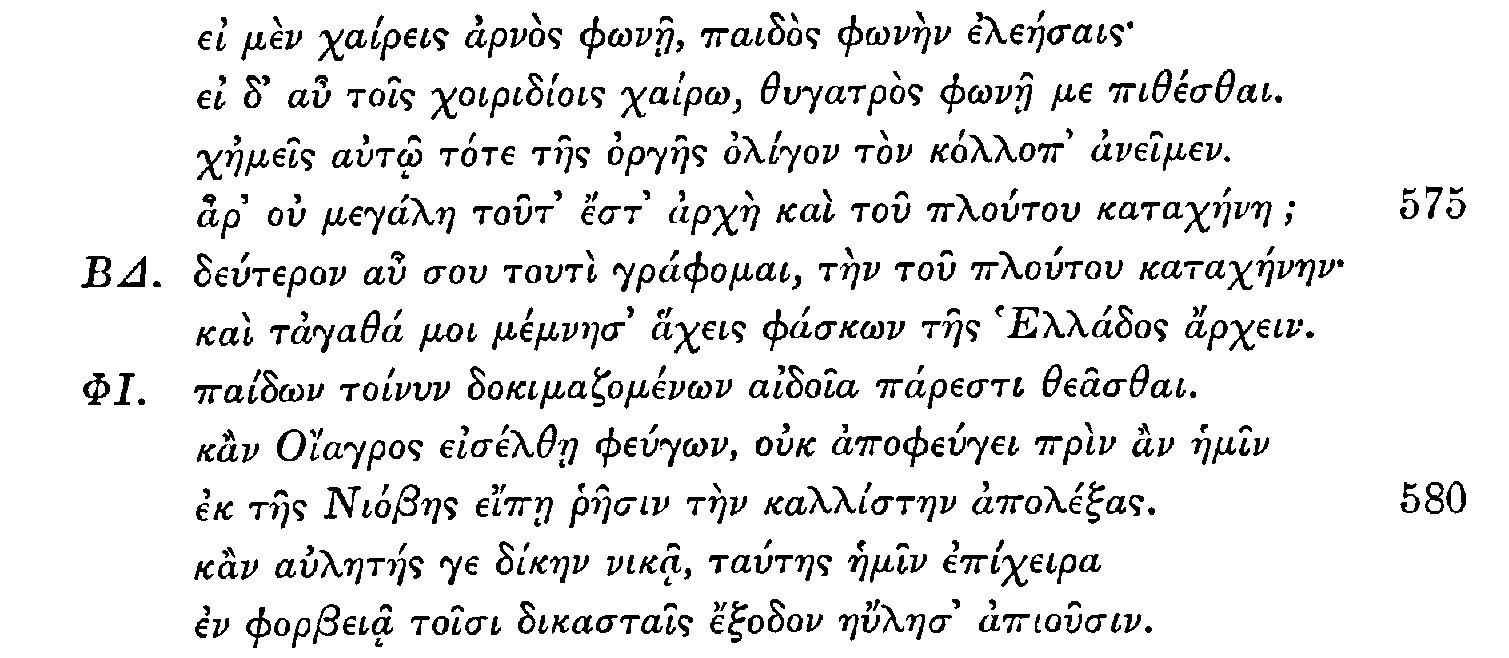 εἰ μὲν χαίρεις ἀρνὸς φωνῇ, παιδὸς φωνὴν ἐλεήσαις·
εἰ δ' αὖ τοῖς χοιριδίοις χαίρω, θυγατρὸς φωνῇ με πιθέσθαι.
χἠμεῖς αὐτῷ τότε τῆς ὀργῆς ὀλίγον τὸν κόλλοπ' ἀνεῖμεν.
ἆρ' οὐ μεγάλη τοῦτ' ἔστ' ἀρχὴ καὶ τοῦ πλούτου καταχήνη ; 575
ΒΔ. δεύτερον αὖ σου τουτὶ γράφομαι, τὴν τοῦ πλούτου καταχήνην·
καὶ τἀγαθά μοι μέμνησ' ἅχεις φάσκων τῆς Ἑλλάδος ἄρχειν.
ΦΙ. παίδων τοίνυν δοκιμαζομένων αἰδοῖα πάρεστι θεᾶσθαι.
κἂν Οἴαγρος εἰσέλθῃ φεύγων, οὐκ ἀποφεύγει πρὶν ἂν ἡμῖν
ἐκ τῆς Νιόβης εἴπῃ ῥῆσιν τὴν καλλίστην ἀπολέξας. 580
κἂν αὐλητής γε δίκην νικᾷ, ταύτης ἡμῖν ἐπίχειρα
ἐν φορβειᾷ τοῖσι δικασταῖς ἔξοδον ηὔλησ' ἀπιοῦσιν.